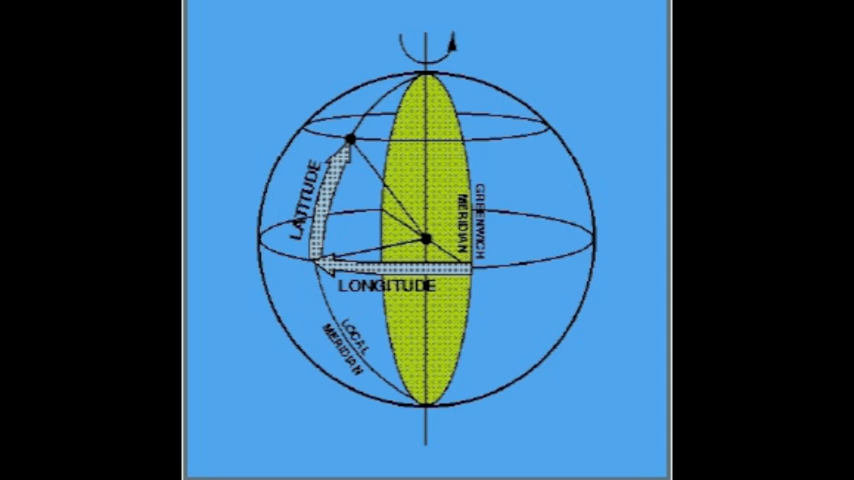 LATITUDE
GREENWICH
MERIDIAN
LONGITUDE
LOCAL
MERIDIAN